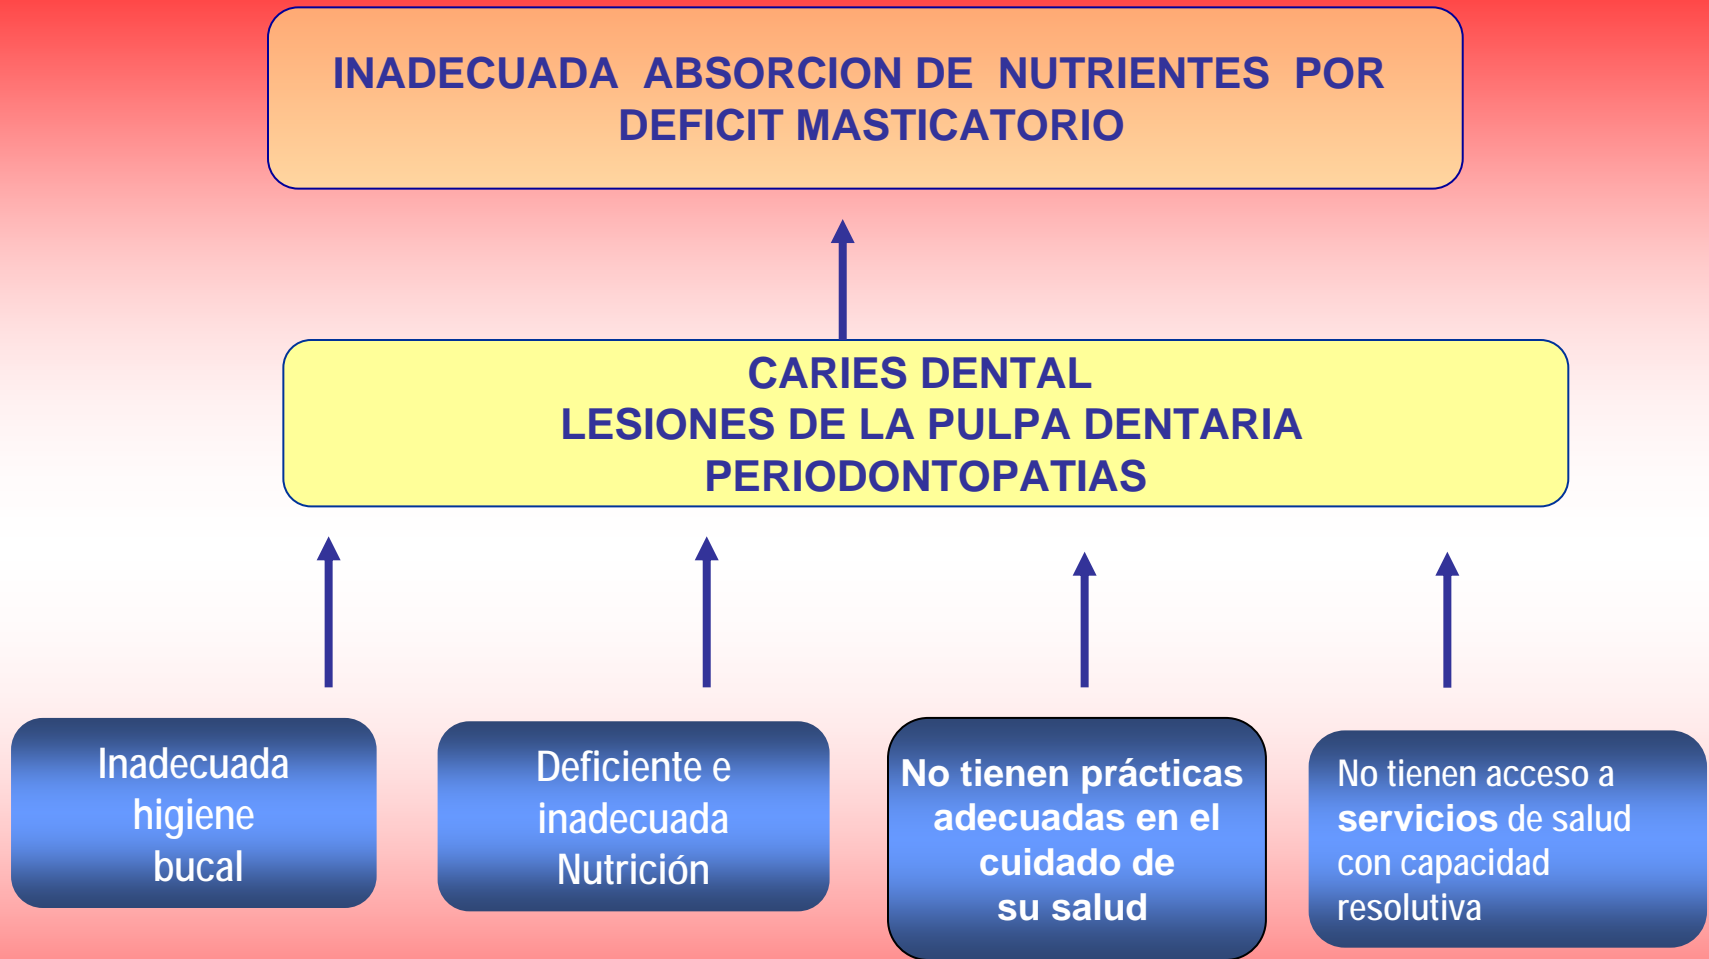 INADECUADA ABSORCION DE NUTRIENTES POR
DEFICIT MASTICATORIO
CARIES DENTAL
LESIONES DE LA PULPA DENTARIA
PERIODONTOPATIAS
Inadecuada
higiene
bucal
Deficiente e
inadecuada
Nutrición
No tienen prácticas
adecuadas en el
cuidado de
su salud
No tienen acceso a
servicios de salud
con capacidad
resolutiva